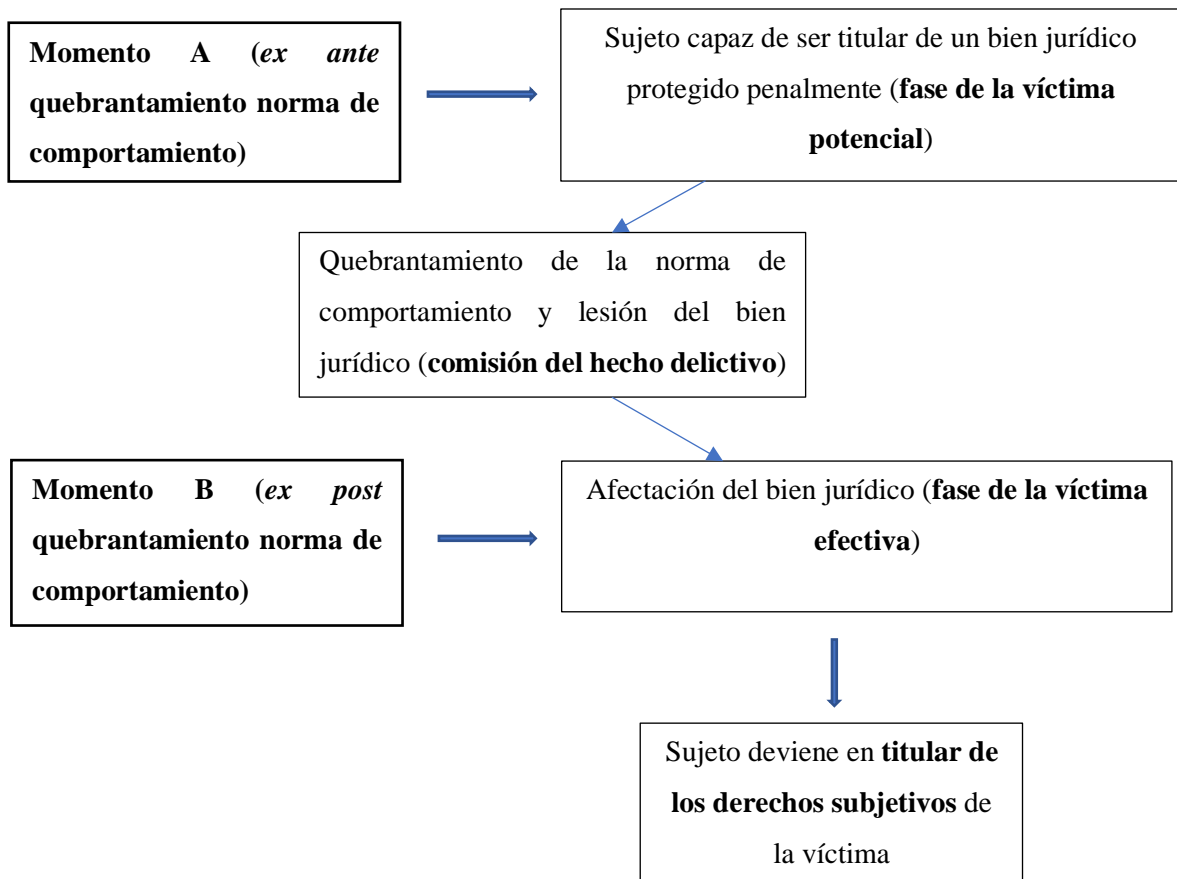 Momento A (ex ante
quebrantamiento norma de
comportamiento)
Sujeto capaz de ser titular de un bien jurídico
protegido penalmente (fase de la víctima
potencial)
Quebrantamiento de la norma de
comportamiento y lesión del bien
jurídico (comisión del hecho delictivo)
Momento B (ex post
quebrantamiento norma de
comportamiento)
Afectación del bien jurídico (fase de la víctima
efectiva)
Sujeto deviene en titular de
los derechos subjetivos de
la víctima